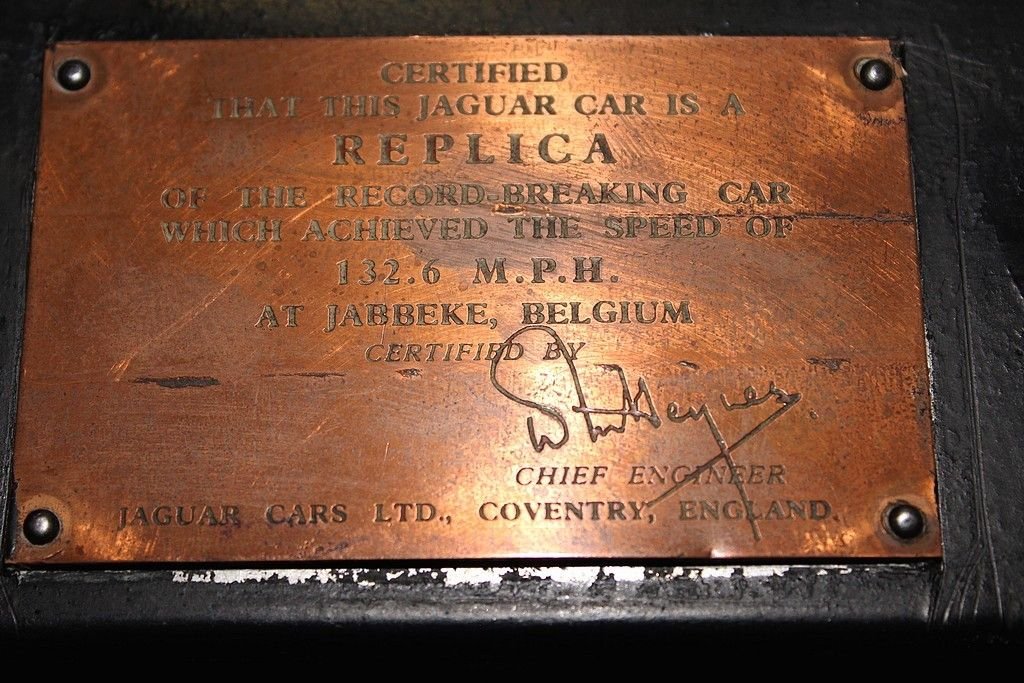 CERTIFIED
THAT THIS JAGUAR CAR IS A
REPLICA
OF THE RECORD-BREAKING CAR
WHICH ACHIEVED THE SPEED OF
132.6 M.P.H.
AT JABBEKE, BELGIUM
CERTIFIED BY
W M Heynes.
CHIEF ENGINEER
JAGUAR CARS LTD., COVENTRY, ENGLAND.